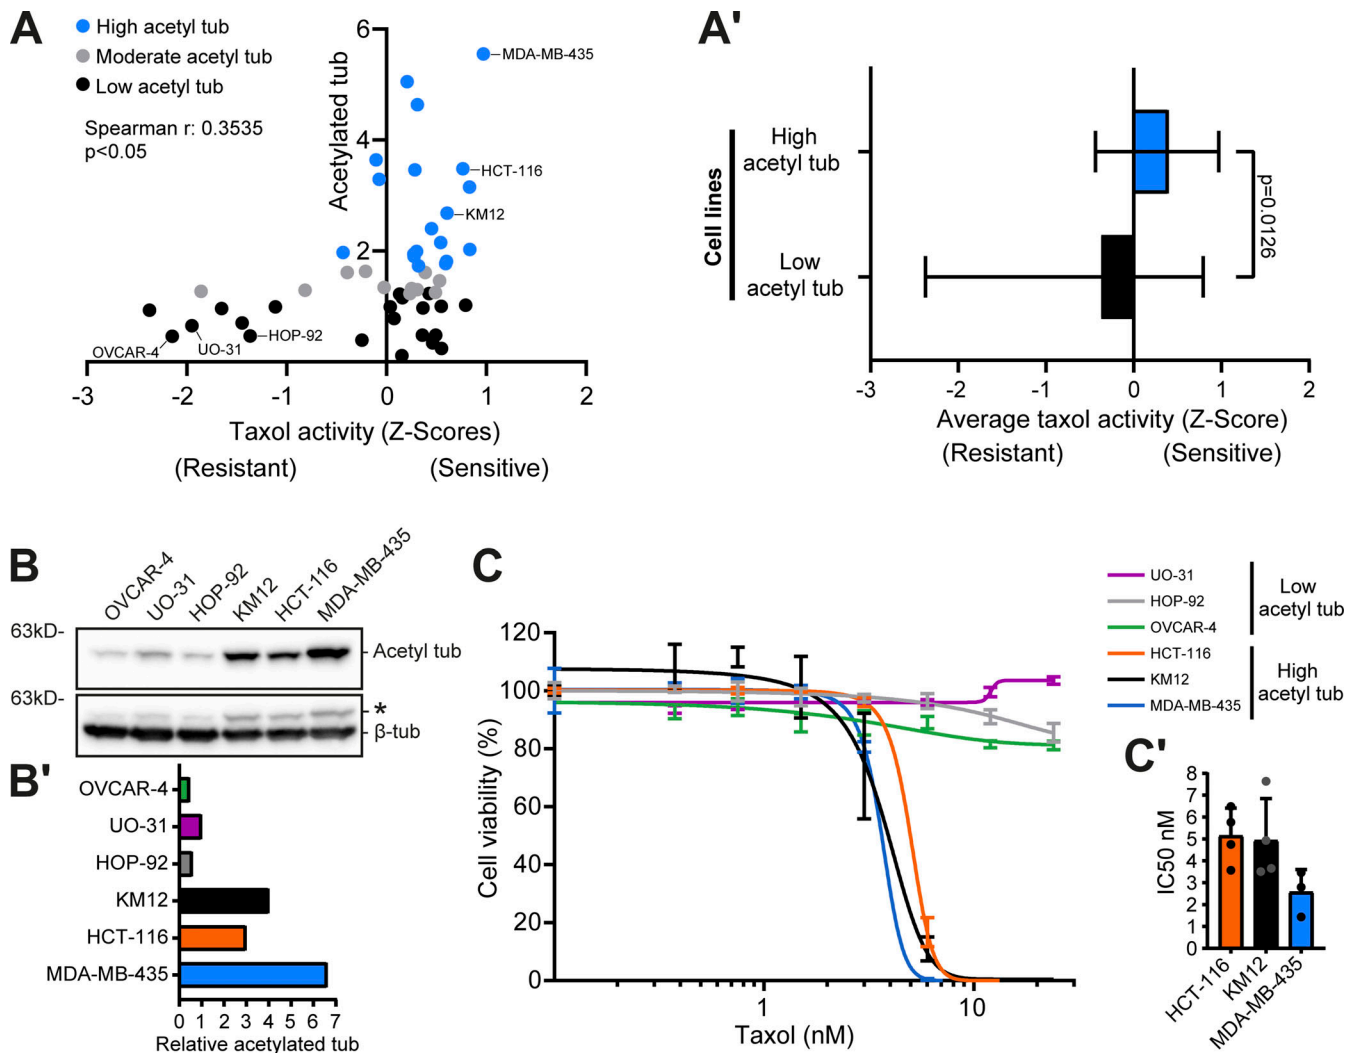 A
High acetyl tub
Moderate acetyl tub
Low acetyl tub
Spearman r: 0.3535
p<0.05
Acetylated tub
6
4
2
MDA-MB-435
HCT-116
KM12
OVCAR-4
UO-31
HOP-92
-3 -2 -1 0 1 2
Taxol activity (Z-Scores)
(Resistant) (Sensitive)
A'
Cell lines
High
acetyl tub
Low
acetyl tub
p=0.0126
-3 -2 -1 0 1 2
Average taxol activity (Z-Score)
(Resistant) (Sensitive)
B
OVCAR-4
UO-31
HOP-92
KM12
HCT-116
MDA-MB-435
63kD-
Acetyl tub
63kD-
*
β-tub
B'
OVCAR-4
UO-31
HOP-92
KM12
HCT-116
MDA-MB-435
0 1 2 3 4 5 6 7
Relative acetylated tub
C
Cell viability (%)
120
100
80
60
40
20
0
1 10
Taxol (nM)
UO-31
HOP-92
OVCAR-4
Low
acetyl tub
HCT-116
KM12
MDA-MB-435
High
acetyl tub
C'
IC50 nM
8
7
6
5
4
3
5
2
1
0
HCT-116
KM12
MDA-MB-435